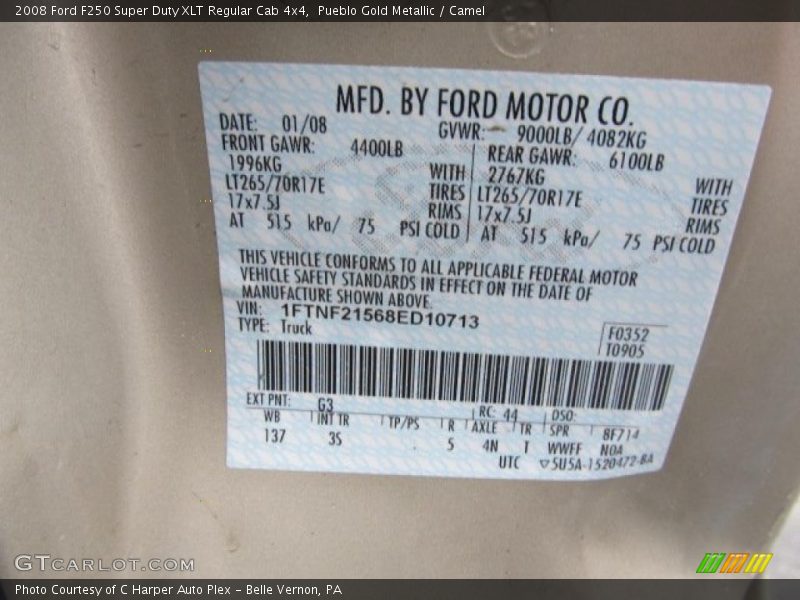 2008 Ford F250 Super Duty XLT Regular Cab 4x4, Pueblo Gold Metallic / Camel
MFD. BY FORD MOTOR CO.
DATE: 01/08 GVWR: 9000LB/ 4082KG
FRONT GAWR: 4400LB REAR GAWR: 6100LB
1996KG WITH 2767KG WITH
LT265/70R17E TIRES LT265/70R17E TIRES
17x7.5J RIMS 17x7.5J RIMS
AT 515 kPa/ 75 PSI COLD AT 515 kPa/ 75 PSI COLD
THIS VEHICLE CONFORMS TO ALL APPLICABLE FEDERAL MOTOR
VEHICLE SAFETY STANDARDS IN EFFECT ON THE DATE OF
MANUFACTURE SHOWN ABOVE.
VIN: 1FTNF21568ED10713
TYPE: Truck
F0352
T0905
EXT PNT: G3 RC: 44 DSO:
WB INT TR TP/PS R AXLE TR SPR 8F714
137 3S 5 4N T WWFF NOA
UTC ▽5U5A-1520472-BA
GTCARLOT.COM
Photo Courtesy of C Harper Auto Plex – Belle Vernon, PA